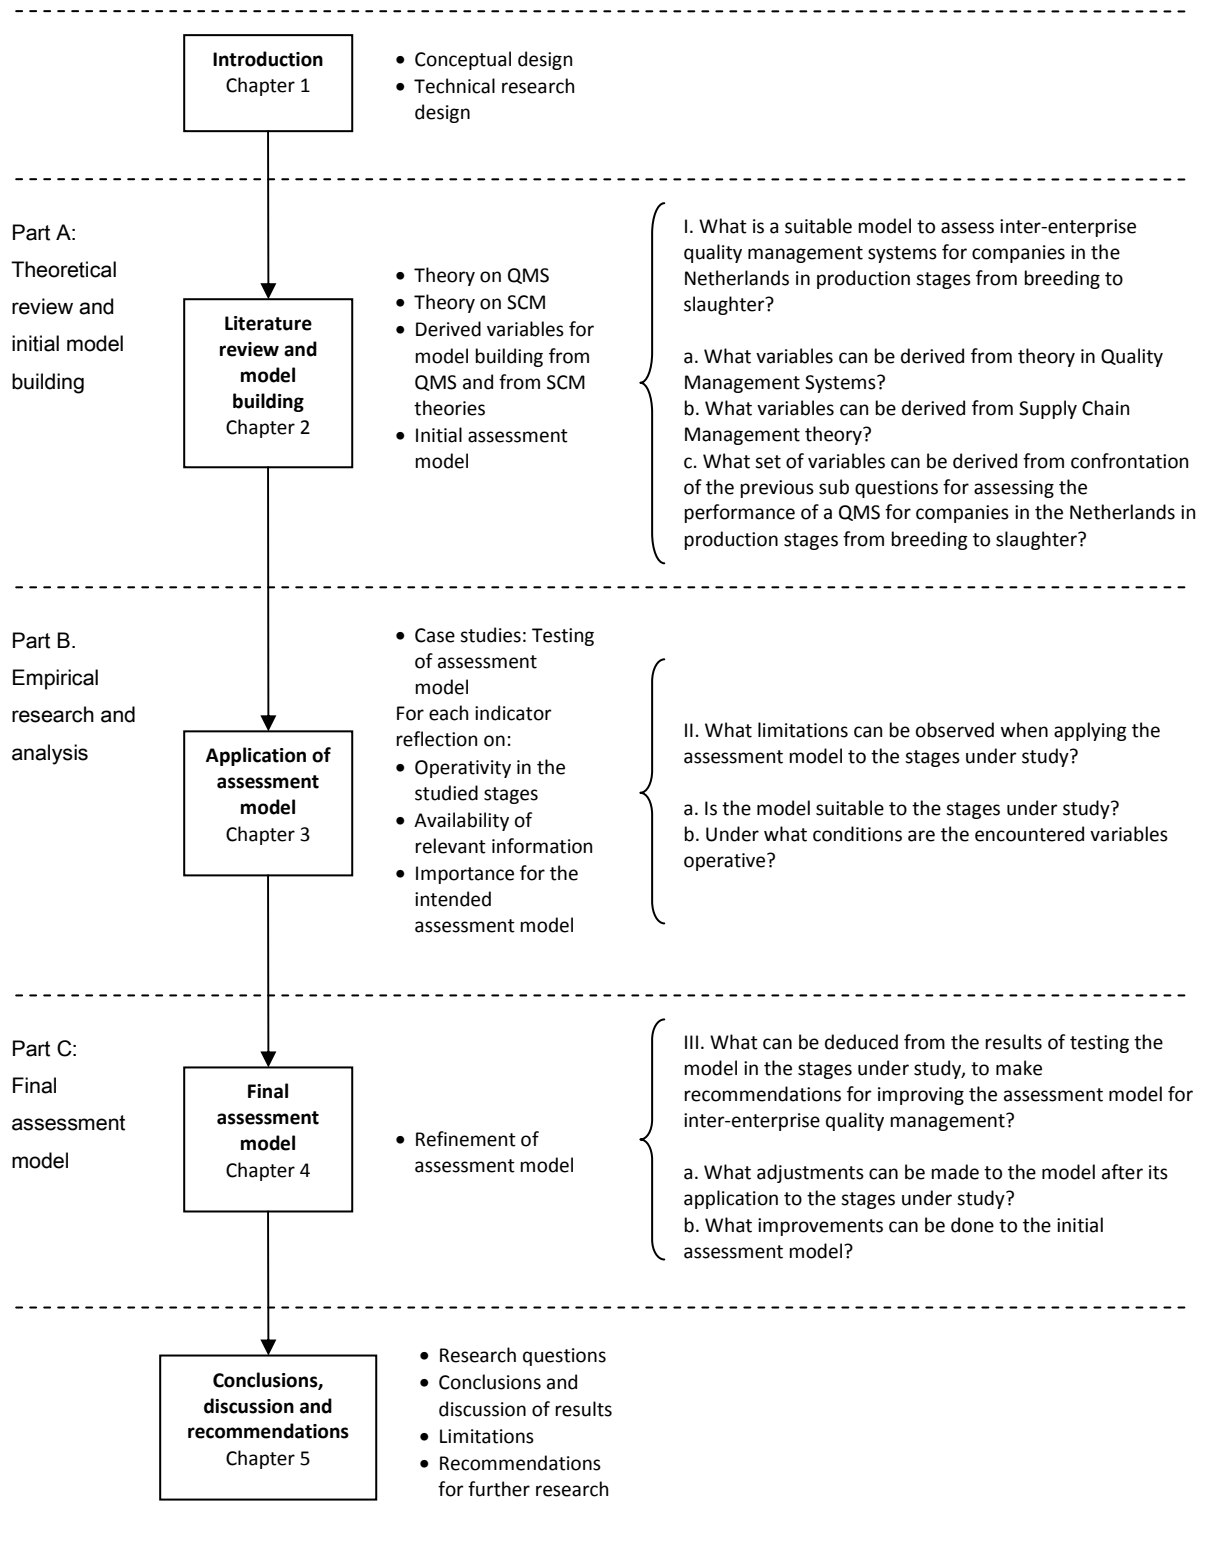 Introduction
Chapter 1
• Conceptual design
• Technical research
design
Part A:
Theoretical
review and
initial model
building
Literature
review and
model
building
Chapter 2
• Theory on QMS
• Theory on SCM
• Derived variables for
model building from
QMS and from SCM
theories
• Initial assessment
model
I. What is a suitable model to assess inter-enterprise
quality management systems for companies in the
Netherlands in production stages from breeding to
slaughter?
a. What variables can be derived from theory in Quality
Management Systems?
b. What variables can be derived from Supply Chain
Management theory?
c. What set of variables can be derived from confrontation
of the previous sub questions for assessing the
performance of a QMS for companies in the Netherlands in
production stages from breeding to slaughter?
Part B.
Empirical
research and
analysis
Application of
assessment
model
Chapter 3
• Case studies: Testing
of assessment
model
For each indicator
reflection on:
• Operativity in the
studied stages
• Availability of
relevant information
• Importance for the
intended
assessment model
II. What limitations can be observed when applying the
assessment model to the stages under study?
a. Is the model suitable to the stages under study?
b. Under what conditions are the encountered variables
operative?
Part C:
Final
assessment
model
Final
assessment
model
Chapter 4
• Refinement of
assessment model
III. What can be deduced from the results of testing the
model in the stages under study, to make
recommendations for improving the assessment model for
inter-enterprise quality management?
a. What adjustments can be made to the model after its
application to the stages under study?
b. What improvements can be done to the initial
assessment model?
Conclusions,
discussion and
recommendations
Chapter 5
• Research questions
• Conclusions and
discussion of results
• Limitations
• Recommendations
for further research